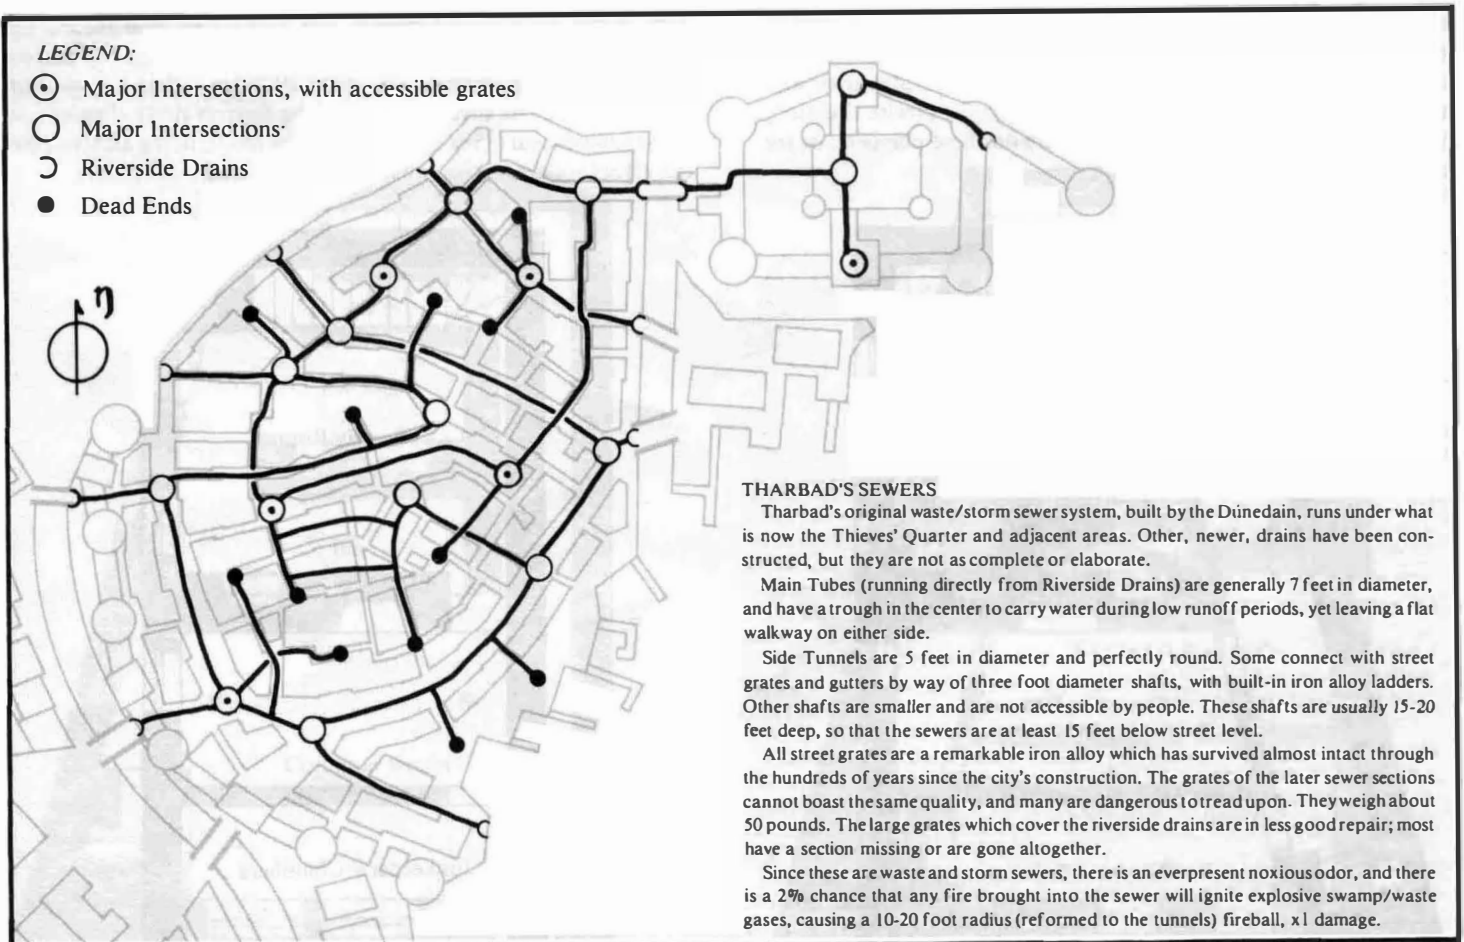 LEGEND:
Major Intersections, with accessible grates
Major Intersections
Riverside Drains
Dead Ends
η
THARBAD'S SEWERS
Tharbad's original waste/storm sewer system, built by the Dúnedain, runs under what
is now the Thieves' Quarter and adjacent areas. Other, newer, drains have been con-
structed, but they are not as complete or elaborate.
Main Tubes (running directly from Riverside Drains) are generally 7 feet in diameter,
and have a trough in the center to carry water during low runoff periods, yet leaving a flat
walkway on either side.
Side Tunnels are 5 feet in diameter and perfectly round. Some connect with street
grates and gutters by way of three foot diameter shafts, with built-in iron alloy ladders.
Other shafts are smaller and are not accessible by people. These shafts are usually 15-20
feet deep, so that the sewers are at least 15 feet below street level.
All street grates are a remarkable iron alloy which has survived almost intact through
the hundreds of years since the city's construction. The grates of the later sewer sections
cannot boast the same quality, and many are dangerous to tread upon. They weigh about
50 pounds. The large grates which cover the riverside drains are in less good repair; most
have a section missing or are gone altogether.
Since these are waste and storm sewers, there is an everpresent noxious odor, and there
is a 2% chance that any fire brought into the sewer will ignite explosive swamp/waste
gases, causing a 10-20 foot radius (reformed to the tunnels) fireball, x1 damage.